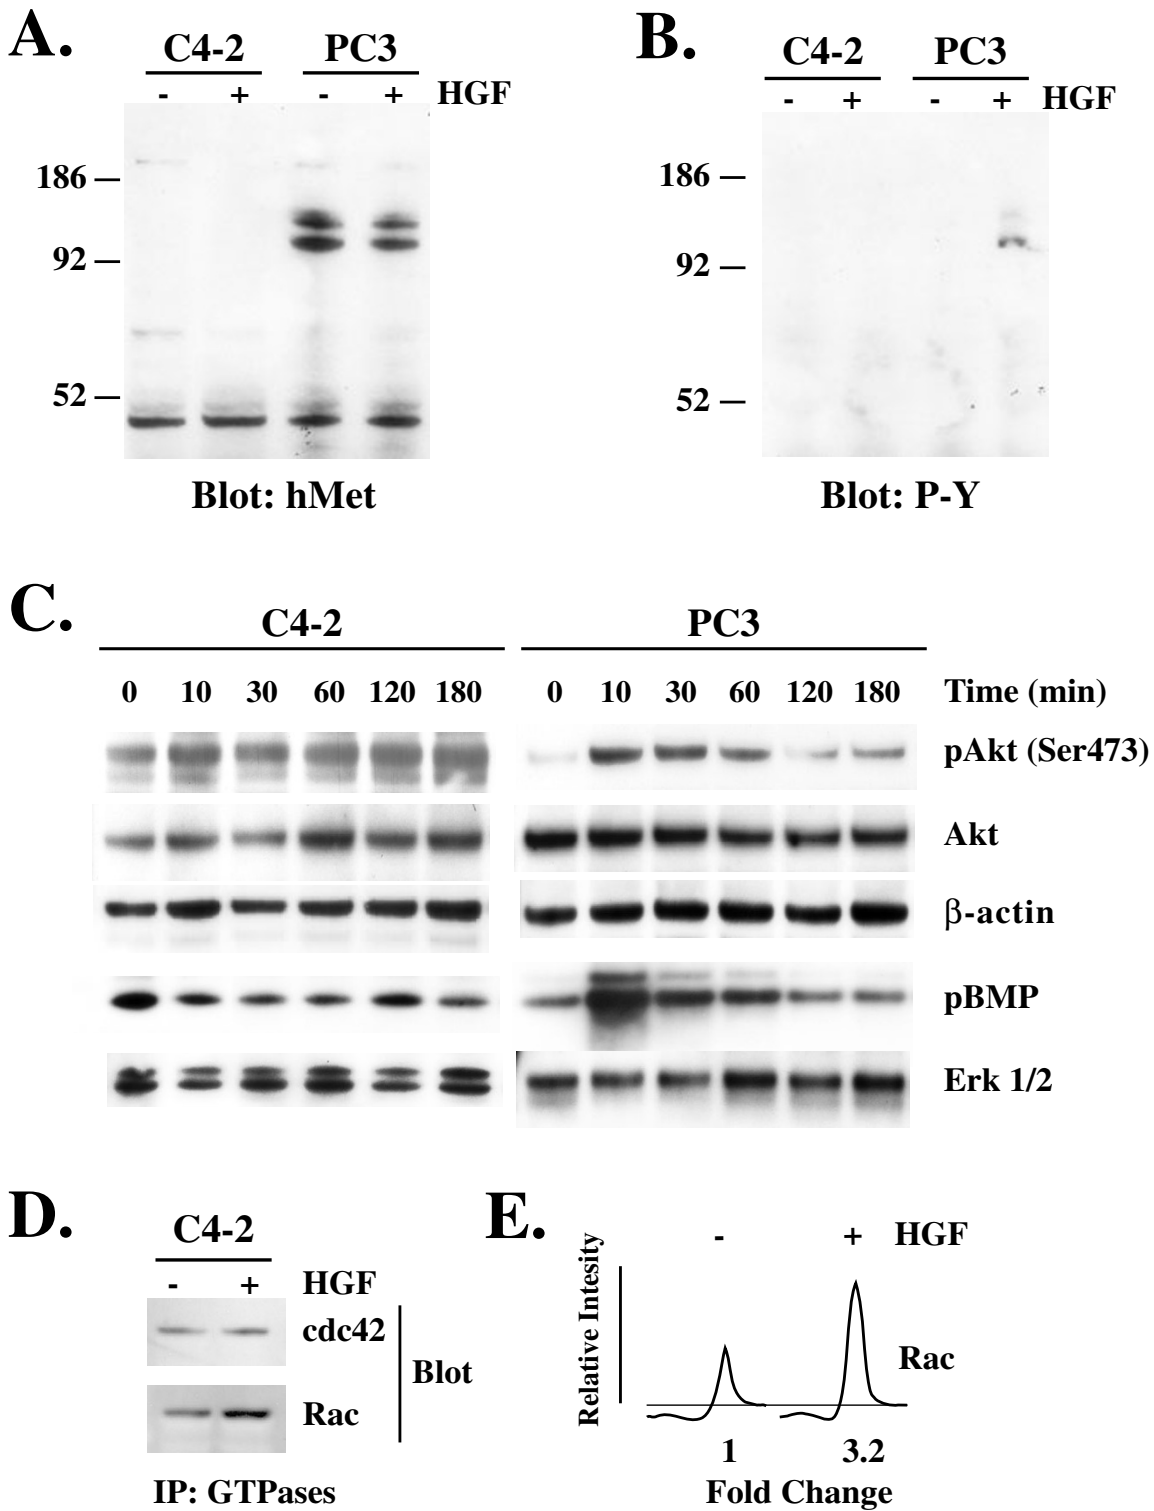 A.
C4-2 PC3
- + - + HGF
186
92
52
Blot: hMet
B.
C4-2 PC3
- + - + HGF
186
92
52
Blot: P-Y
C.
C4-2 PC3
0 10 30 60 120 180 0 10 30 60 120 180 Time (min)
pAkt (Ser473)
Akt
β-actin
pBMP
Erk 1/2
D.
C4-2
- + HGF
cdc42
Rac
Blot
IP: GTPases
E.
- + HGF
Relative Intesity
Rac
1 3.2
Fold Change